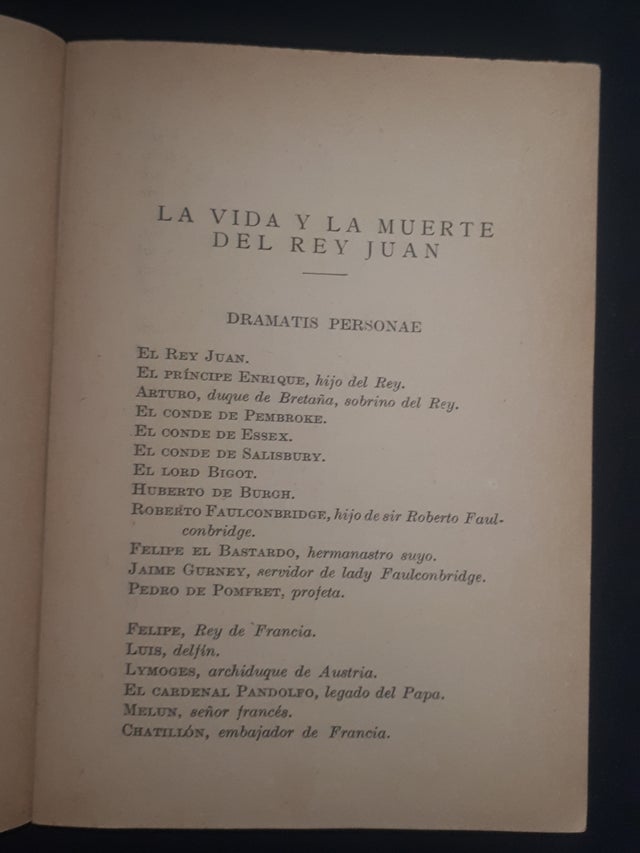 LA VIDA Y LA MUERTE
DEL REY JUAN
DRAMATIS PERSONAE
EL REY JUAN.
EL PRÍNCIPE ENRIQUE, hijo del Rey.
ARTURO, duque de Bretaña, sobrino del Rey.
EL CONDE DE PEMBROKE.
EL CONDE DE ESSEX.
EL CONDE DE SALISBURY.
EL LORD BIGOT.
HUBERTO DE BURGH.
ROBERTO FAULCONBRIDGE, hijo de sir Roberto Faul-
conbridge.
FELIPE EL BASTARDO, hermanastro suyo.
JAIME GURNEY, servidor de lady Faulconbridge.
PEDRO DE POMFRET, profeta.
FELIPE, Rey de Francia.
LUIS, delfín.
LYMOGES, archiduque de Austria.
EL CARDENAL PANDOLFO, legado del Papa.
MELUN, señor francés.
CHATILLÓN, embajador de Francia.